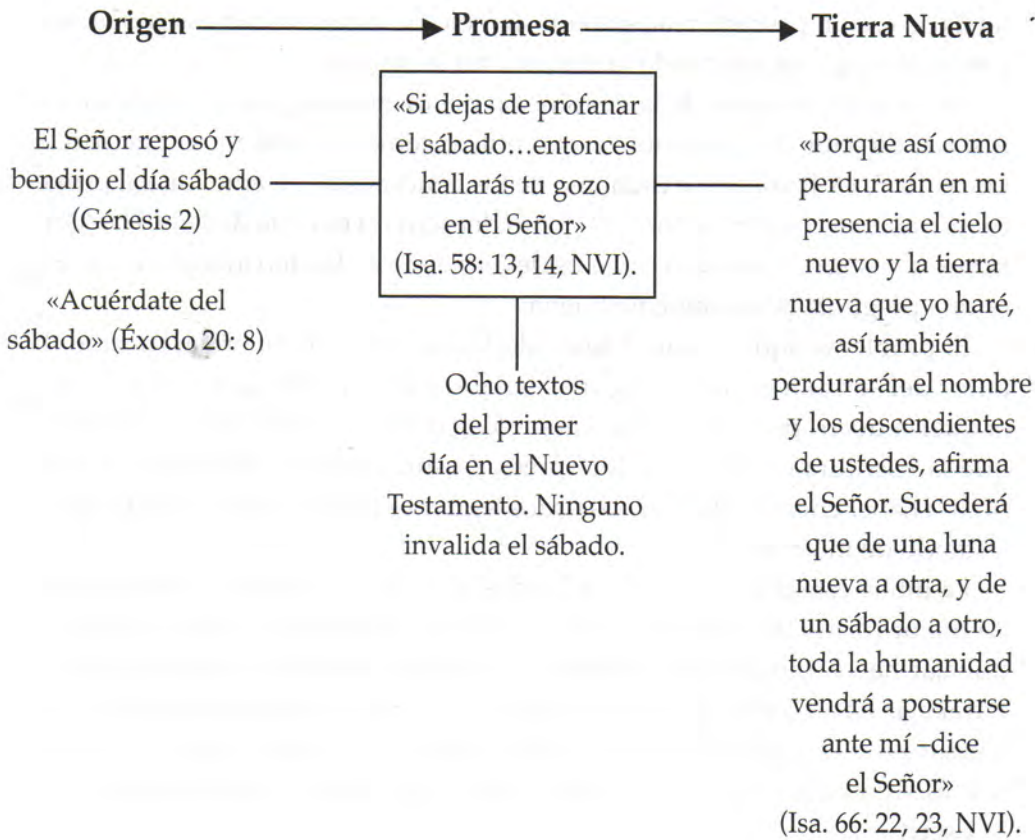 Origen Promesa Tierra Nueva
El Señor reposó y
bendijo el día sábado
(Génesis 2)
«Acuérdate del
sábado» (Éxodo 20: 8)
«Si dejas de profanar
el sábado...entonces
hallarás tu gozo
en el Señor»
(Isa. 58: 13, 14, NVI).
Ocho textos
del primer
día en el Nuevo
Testamento. Ninguno
invalida el sábado.
«Porque así como
perdurarán en mi
presencia el cielo
nuevo y la tierra
nueva que yo haré,
así también
perdurarán el nombre
y los descendientes
de ustedes, afirma
el Señor. Sucederá
que de una luna
nueva a otra, y de
un sábado a otro,
toda la humanidad
vendrá a postrarse
ante mí –dice
el Señor»
(Isa. 66: 22, 23, NVI).